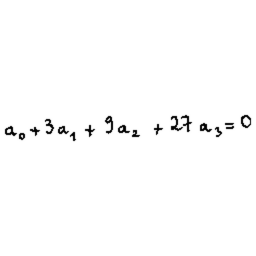 a₀ + 3a₁ + 9a₂ + 27a₃ = 0